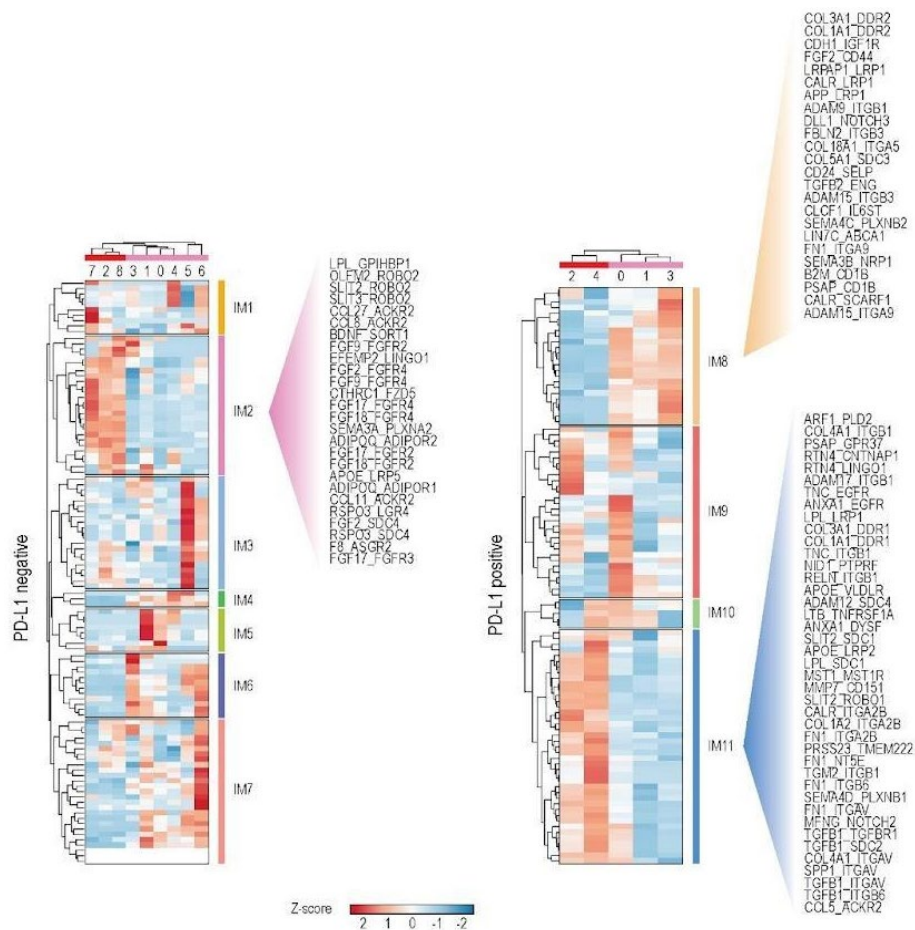 PD-L1 negative
7 2 8 3 1 0 4 5 6
IM1
IM2
IM3
IM4
IM5
IM6
IM7
LPL_GPIHBP1
OLFM2_ROBO2
SLIT2_ROBO2
SLIT3_ROBO2
CCL27_ACKR2
CCL8_ACKR2
BDNF_SORT1
FGF9_FGFR2
EFEMP2_LINGO1
FGF2_FGFR4
FGF9_FGFR4
CTHRC1_FZD5
FGF17_FGFR4
FGF18_FGFR4
SEMA3A_PLXNA2
ADIPOQ_ADIPOR2
FGF17_FGFR2
FGF18_FGFR2
APOE_LRP5
ADIPOQ_ADIPOR1
CCL11_ACKR2
RSPO3_LGR4
FGF2_SDC4
RSPO3_SDC4
F8_ASGR2
FGF17_FGFR3
PD-L1 positive
2 4 0 1 3
IM8
IM9
IM10
IM11
COL3A1_DDR2
COL1A1_DDR2
CDH1_IGF1R
FGF2_CD44
LRPAP1_LRP1
CALR_LRP1
APP_LRP1
ADAM9_ITGB1
DLL1_NOTCH3
FBLN2_ITGB3
COL18A1_ITGA5
COL5A1_SDC3
CD24_SELP
TGFB2_ENG
ADAM15_ITGB3
CLCF1_IL6ST
SEMA4C_PLXNB2
LIN7C_ABCA1
FN1_ITGA9
SEMA3B_NRP1
B2M_CD1B
PSAP_CD1B
CALR_SCARF1
ADAM15_ITGA9
ARF1_PLD2
COL4A1_ITGB1
PSAP_GPR37
RTN4_CNTNAP1
RTN4_LINGO1
ADAM17_ITGB1
TNC_EGFR
ANXA1_EGFR
LPL_LRP1
COL3A1_DDR1
COL1A1_DDR1
TNC_ITGB1
NID1_PTPRF
RELN_ITGB1
APOE_VLDLR
ADAM12_SDC4
LTB_TNFRSF1A
ANXA1_DYSF
SLIT2_SDC1
APOE_LRP2
LPL_SDC1
MST1_MST1R
MMP7_CD151
SLIT2_ROBO1
CALR_ITGA2B
COL1A2_ITGA2B
FN1_ITGA2B
PRSS23_TMEM222
FN1_NT5E
TGM2_ITGB1
FN1_ITGB6
SEMA4D_PLXNB1
FN1_ITGAV
MFNG_NOTCH2
TGFB1_TGFBR1
TGFB1_SDC2
COL4A1_ITGAV
SPP1_ITGAV
TGFB1_ITGAV
TGFB1_ITGB6
CCL5_ACKR2
Z-score
2 1 0 -1 -2